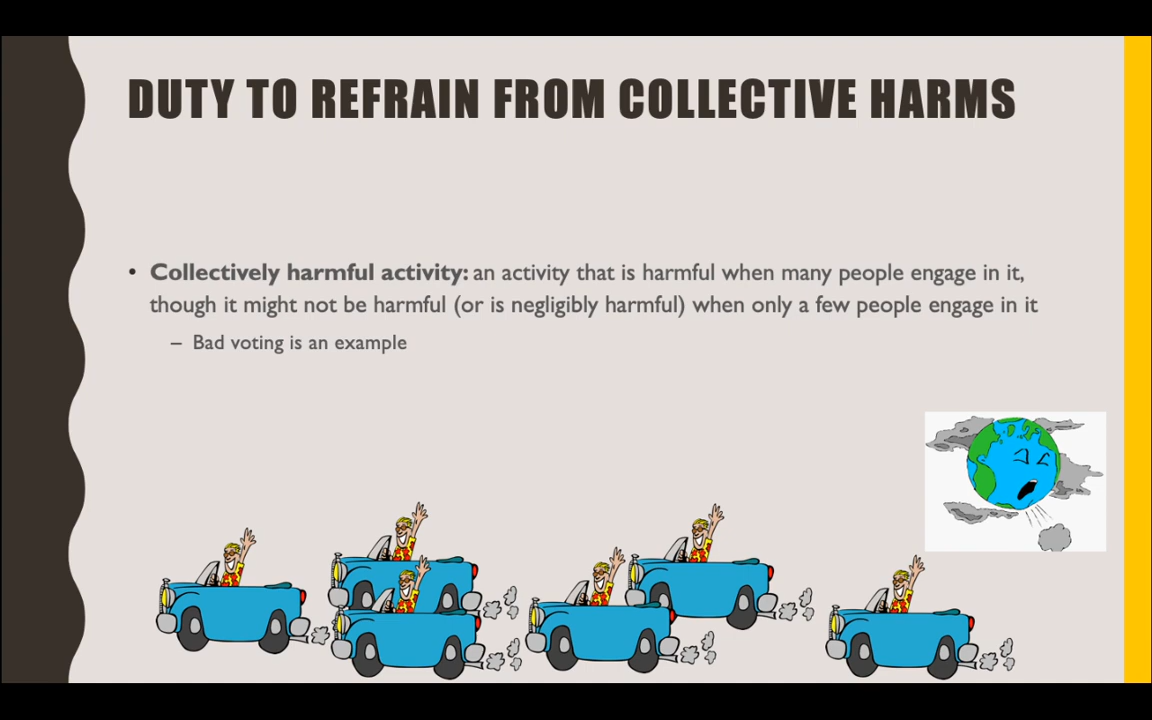 DUTY TO REFRAIN FROM COLLECTIVE HARMS
• Collectively harmful activity: an activity that is harmful when many people engage in it,
though it might not be harmful (or is negligibly harmful) when only a few people engage in it
– Bad voting is an example